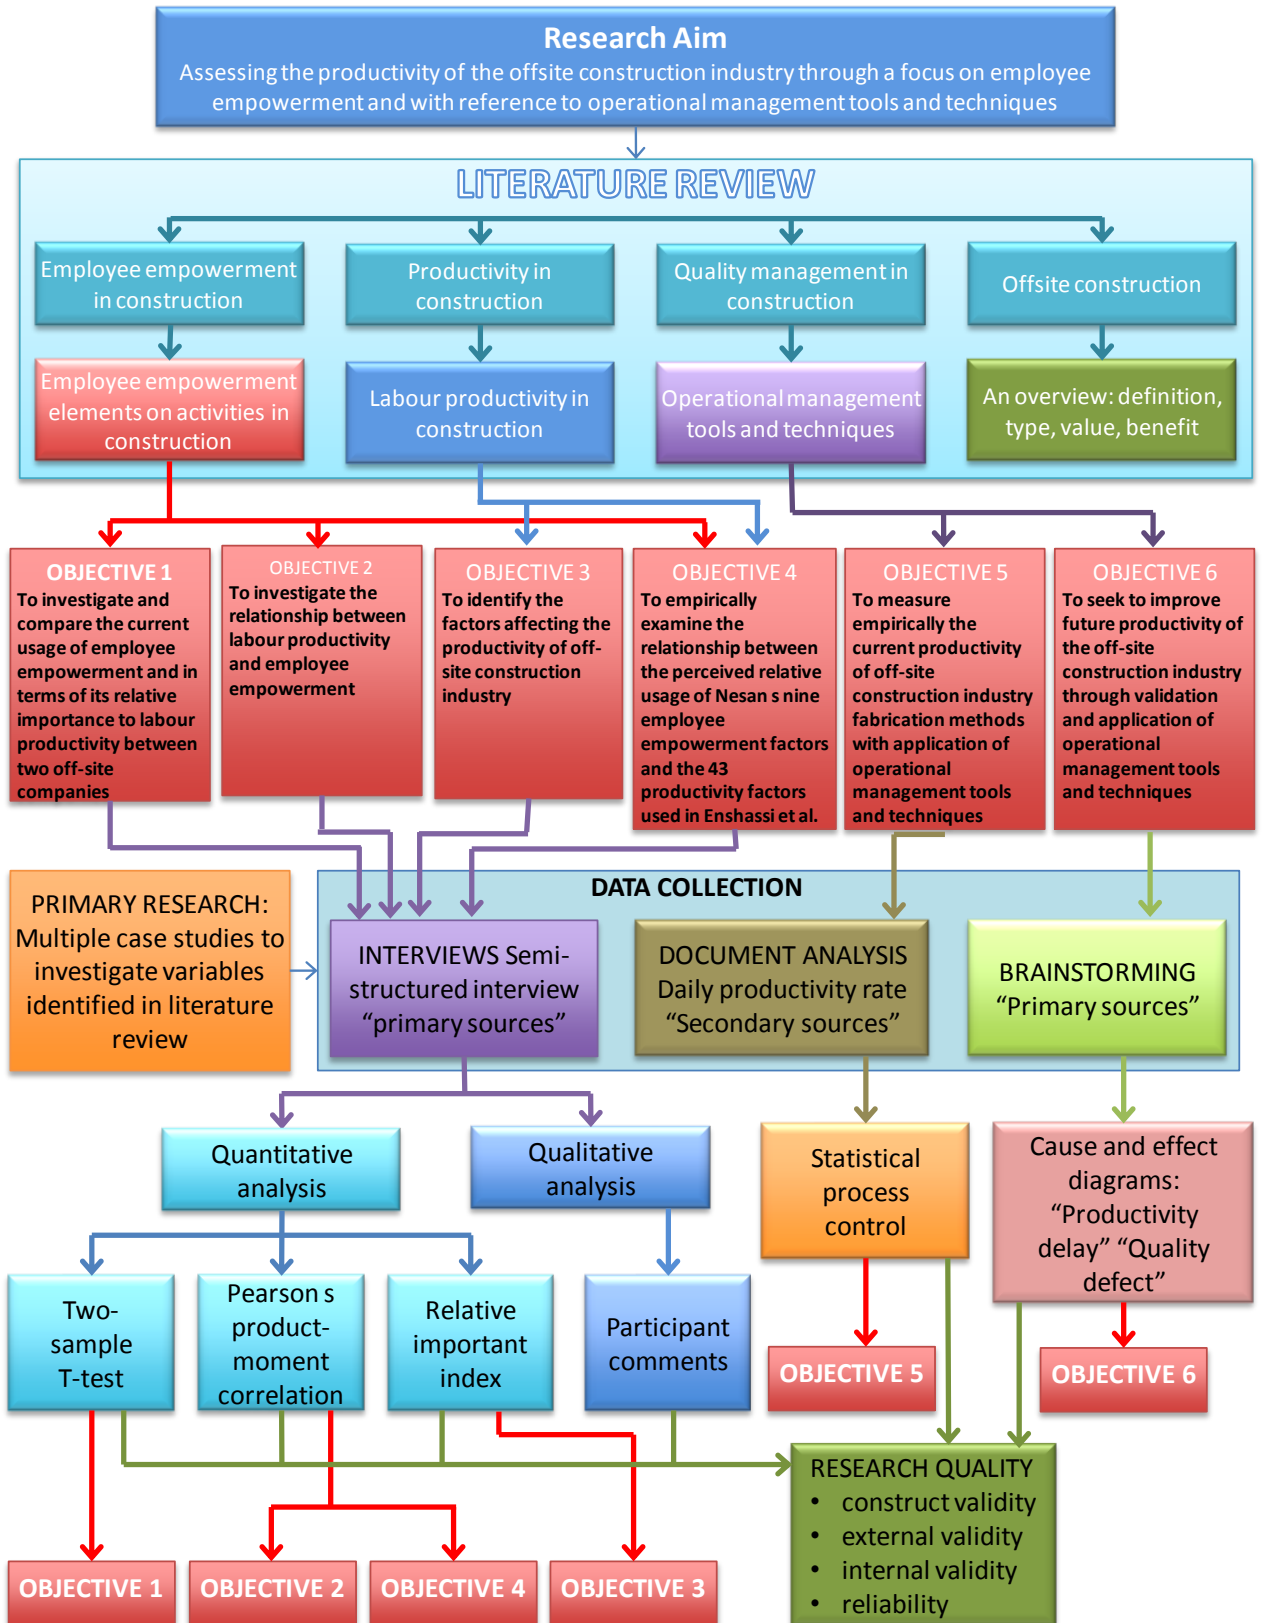 Research Aim
Assessing the productivity of the offsite construction industry through a focus on employee
empowerment and with reference to operational management tools and techniques
LITERATURE REVIEW
Employee empowerment
in construction
Productivity in
construction
Quality management in
construction
Offsite construction
Employee empowerment
elements on activities in
construction
Labour productivity in
construction
Operational management
tools and techniques
An overview: definition,
type, value, benefit
OBJECTIVE 1
To investigate and
compare the current
usage of employee
empowerment and in
terms of its relative
importance to labour
productivity between
two off-site
companies
OBJECTIVE 2
To investigate the
relationship between
labour productivity
and employee
empowerment
OBJECTIVE 3
To identify the
factors affecting the
productivity of off-
site construction
industry
OBJECTIVE 4
To empirically
examine the
relationship between
the perceived relative
usage of Nesan s nine
employee
empowerment factors
and the 43
productivity factors
used in Enshassi et al.
OBJECTIVE 5
To measure
empirically the
current productivity
of off-site
construction industry
fabrication methods
with application of
operational
management tools
and techniques
OBJECTIVE 6
To seek to improve
future productivity of
the off-site
construction industry
through validation
and application of
operational
management tools
and techniques
PRIMARY RESEARCH:
Multiple case studies to
investigate variables
identified in literature
review
DATA COLLECTION
INTERVIEWS Semi-
structured interview
“primary sources”
DOCUMENT ANALYSIS
Daily productivity rate
“Secondary sources”
BRAINSTORMING
“Primary sources”
Quantitative
analysis
Qualitative
analysis
Statistical
process
control
Cause and effect
diagrams:
“Productivity
delay” “Quality
defect”
Two-
sample
T-test
Pearson s
product-
moment
correlation
Relative
important
index
Participant
comments
OBJECTIVE 5
OBJECTIVE 6
RESEARCH QUALITY
• construct validity
• external validity
• internal validity
• reliability
OBJECTIVE 1
OBJECTIVE 2
OBJECTIVE 4
OBJECTIVE 3